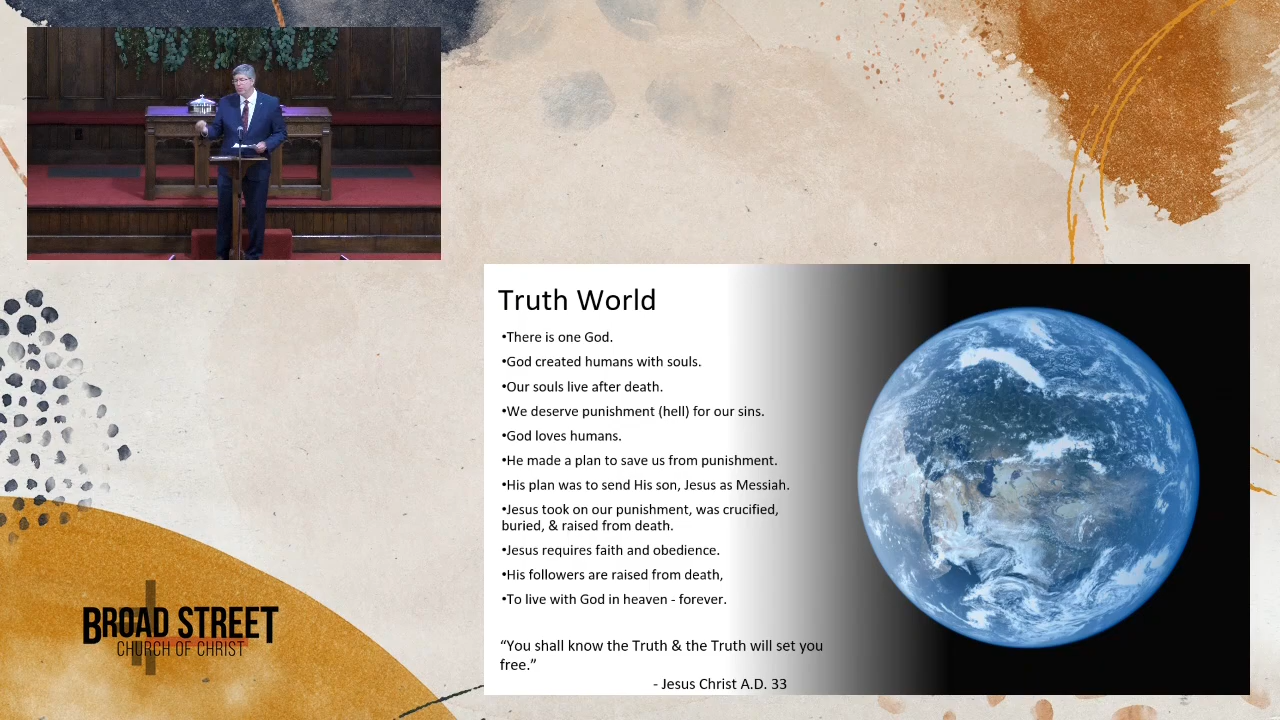 Truth World
•There is one God.
•God created humans with souls.
•Our souls live after death.
•We deserve punishment (hell) for our sins.
•God loves humans.
•He made a plan to save us from punishment.
•His plan was to send His son, Jesus as Messiah.
•Jesus took on our punishment, was crucified,
buried, & raised from death.
•Jesus requires faith and obedience.
•His followers are raised from death,
•To live with God in heaven - forever.
“You shall know the Truth & the Truth will set you
free.”
- Jesus Christ A.D. 33
BROAD STREET
CHURCH OF CHRIST